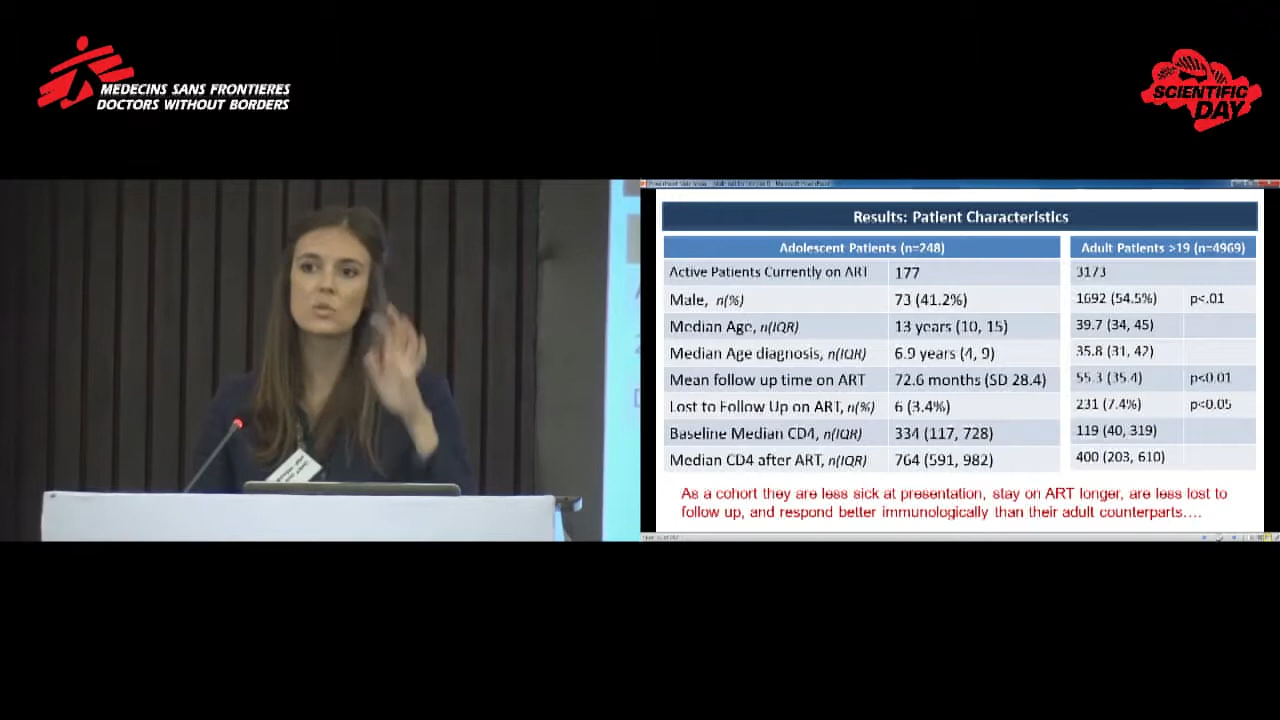 MEDECINS SANS FRONTIERES
DOCTORS WITHOUT BORDERS
SCIENTIFIC
DAY
Results: Patient Characteristics
Adolescent Patients (n=248)
Adult Patients >19 (n=4969)
Active Patients Currently on ART 177 3173
Male, n(%) 73 (41.2%) 1692 (54.5%) p<.01
Median Age, n(IQR) 13 years (10, 15) 39.7 (34, 45)
Median Age diagnosis, n(IQR) 6.9 years (4, 9) 35.8 (31, 42)
Mean follow up time on ART 72.6 months (SD 28.4) 55.3 (35.4) p<0.01
Lost to Follow Up on ART, n(%) 6 (3.4%) 231 (7.4%) p<0.05
Baseline Median CD4, n(IQR) 334 (117, 728) 119 (40, 319)
Median CD4 after ART, n(IQR) 764 (591, 982) 400 (203, 610)
As a cohort they are less sick at presentation, stay on ART longer, are less lost to
follow up, and respond better immunologically than their adult counterparts….